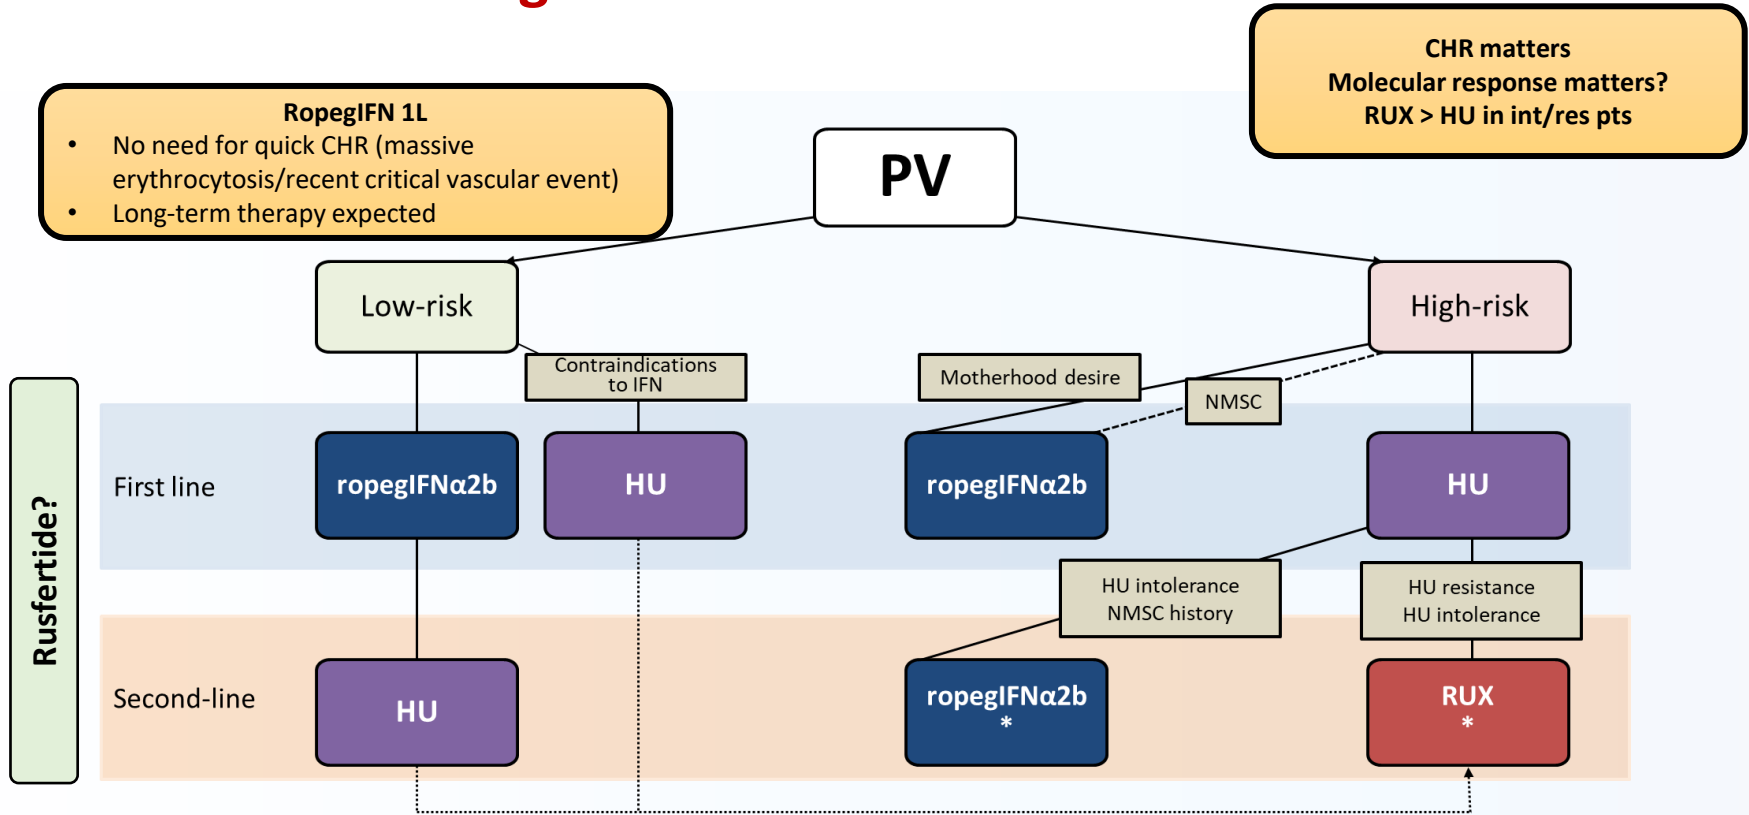 g
CHR matters
Molecular response matters?
RUX > HU in int/res pts
RopegIFN 1L
• No need for quick CHR (massive
erythrocytosis/recent critical vascular event)
• Long-term therapy expected
PV
Low-risk
High-risk
Contraindications
to IFN
Motherhood desire
NMSC
Rusfertide?
First line
ropegIFNα2b
HU
ropegIFNα2b
HU
HU intolerance
NMSC history
HU resistance
HU intolerance
Second-line
HU
ropegIFNα2b
*
RUX
*